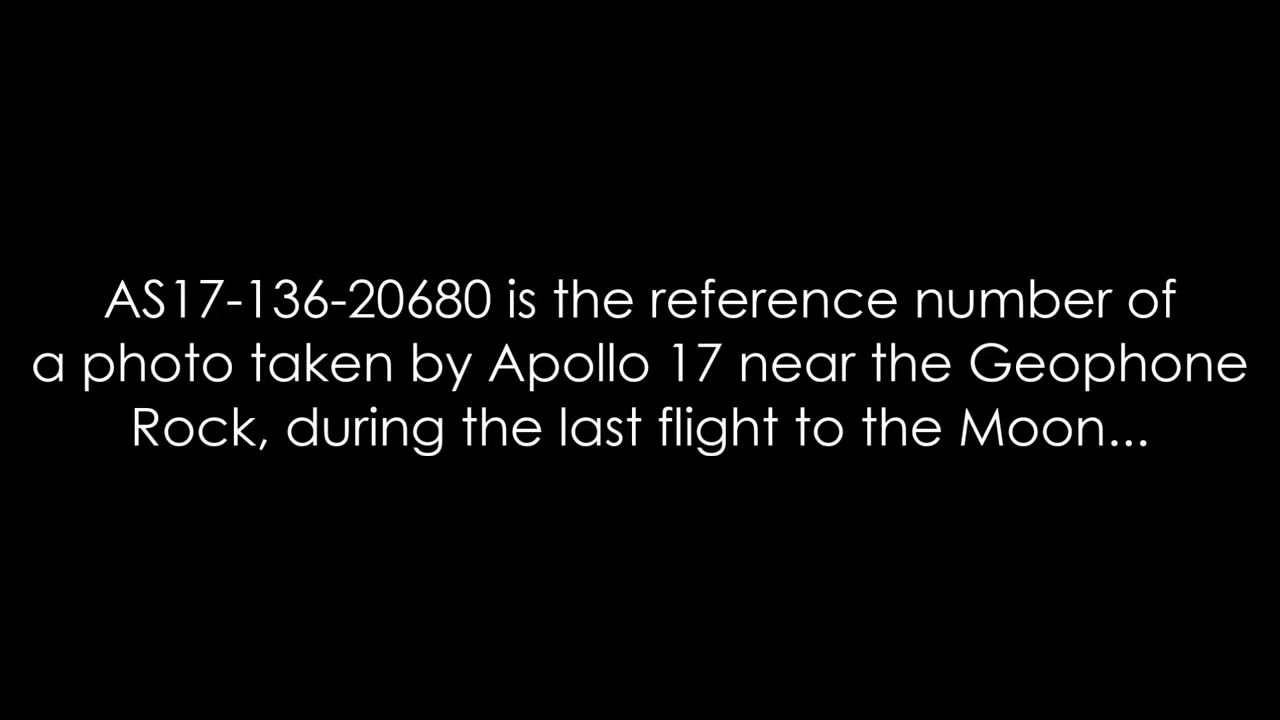 AS17-136-20680 is the reference number of
a photo taken by Apollo 17 near the Geophone
Rock, during the last flight to the Moon...